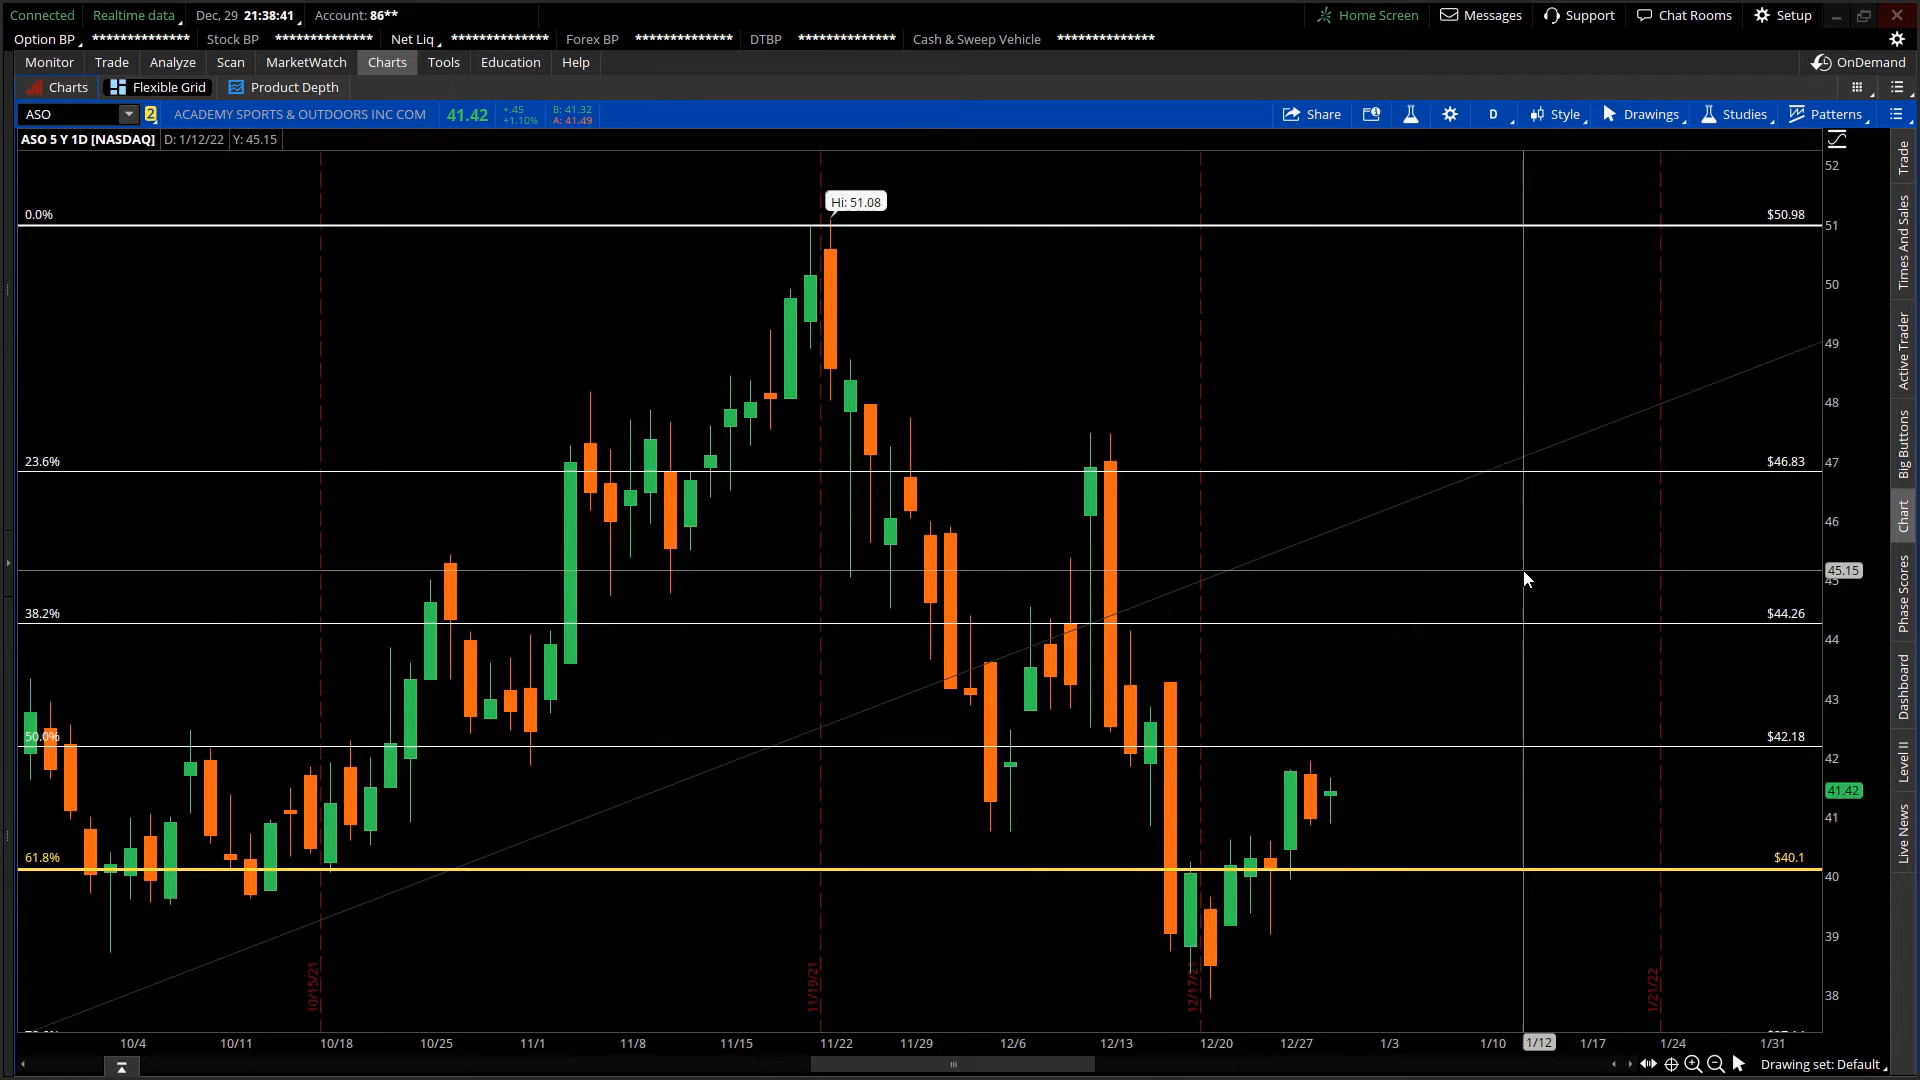 Connected Realtime data Dec, 29 21:38:41 Account: 86** Home Screen Messages Support Chat Rooms Setup
Option BP ************** Stock BP ************** Net Liq ************** Forex BP ************** DTBP ************** Cash & Sweep Vehicle **************
Monitor Trade Analyze Scan MarketWatch Charts Tools Education Help OnDemand
Charts Flexible Grid Product Depth
ASO 2 ACADEMY SPORTS & OUTDOORS INC COM 41.42 +.45 B: 41.32 Share D Style Drawings Studies Patterns
+1.10% A: 41.49
ASO 5 Y 1D [NASDAQ] D: 1/12/22 Y: 45.15
52
Hi: 51.08
0.0% $50.98
51
50
49
48
23.6% $46.83
47
46
45.15
45
38.2% $44.26
44
43
50.0% $42.18
42
41.42
41
61.8% $40.1
40
39
38
10/15/21 11/19/21 12/17/21 1/21/22
10/4 10/11 10/18 10/25 11/1 11/8 11/15 11/22 11/29 12/6 12/13 12/20 12/27 1/3 1/10 1/12 1/17 1/24 1/31
Drawing set: Default
Trade
Times And Sales
Active Trader
Big Buttons
Chart
Phase Scores
Dashboard
Level II
Live News